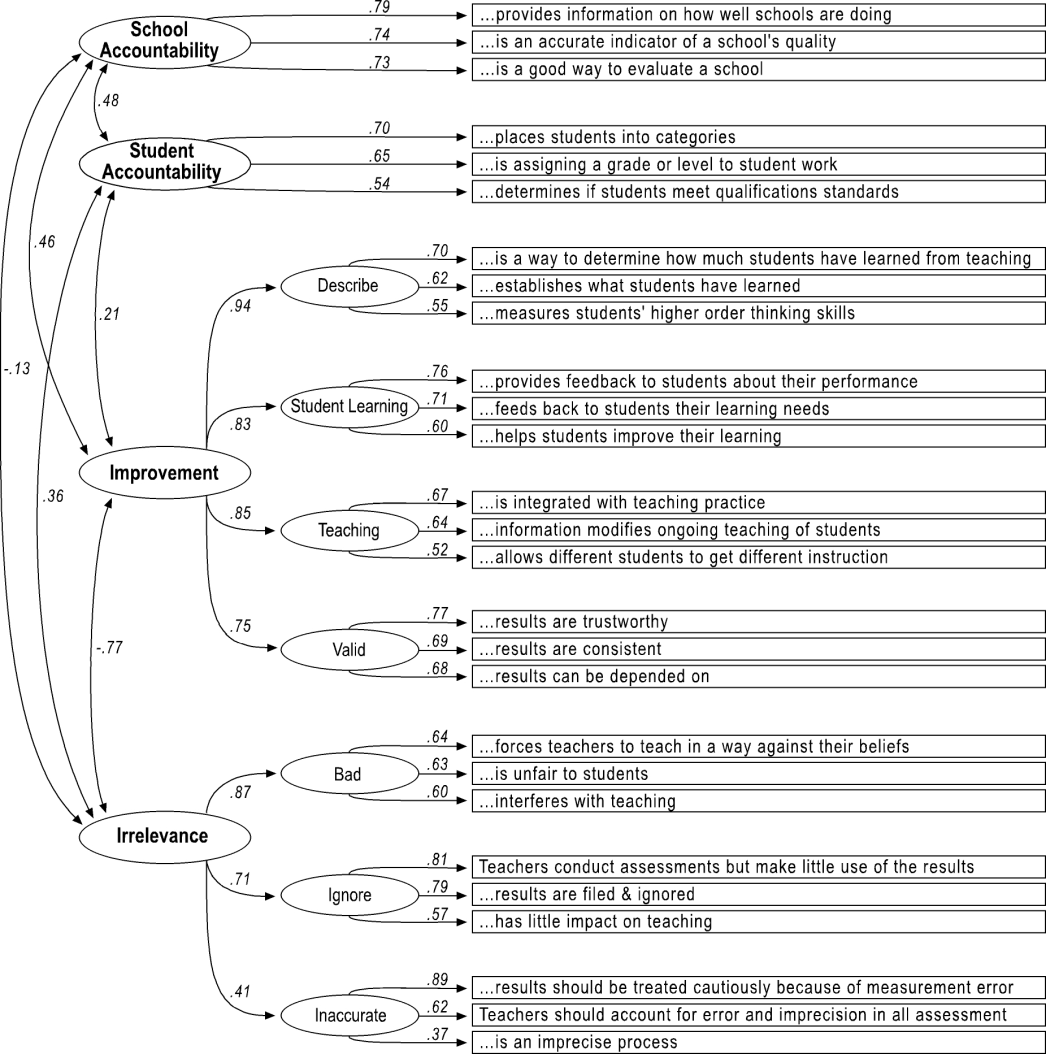 School
Accountability
.79
...provides information on how well schools are doing
.74
...is an accurate indicator of a school's quality
.73
...is a good way to evaluate a school
.48
Student
Accountability
.70
...places students into categories
.65
...is assigning a grade or level to student work
.54
...determines if students meet qualifications standards
.46
.21
-.13
.36
.94
Describe
.70
...is a way to determine how much students have learned from teaching
.62
...establishes what students have learned
.55
...measures students' higher order thinking skills
.83
Student Learning
.76
...provides feedback to students about their performance
.71
...feeds back to students their learning needs
.60
...helps students improve their learning
Improvement
.85
Teaching
.67
...is integrated with teaching practice
.64
...information modifies ongoing teaching of students
.52
...allows different students to get different instruction
.75
Valid
.77
...results are trustworthy
.69
...results are consistent
.68
...results can be depended on
-.77
.87
Bad
.64
...forces teachers to teach in a way against their beliefs
.63
...is unfair to students
.60
...interferes with teaching
Irrelevance
.71
Ignore
.81
Teachers conduct assessments but make little use of the results
.79
...results are filed & ignored
.57
...has little impact on teaching
.41
Inaccurate
.89
...results should be treated cautiously because of measurement error
.62
Teachers should account for error and imprecision in all assessment
.37
...is an imprecise process